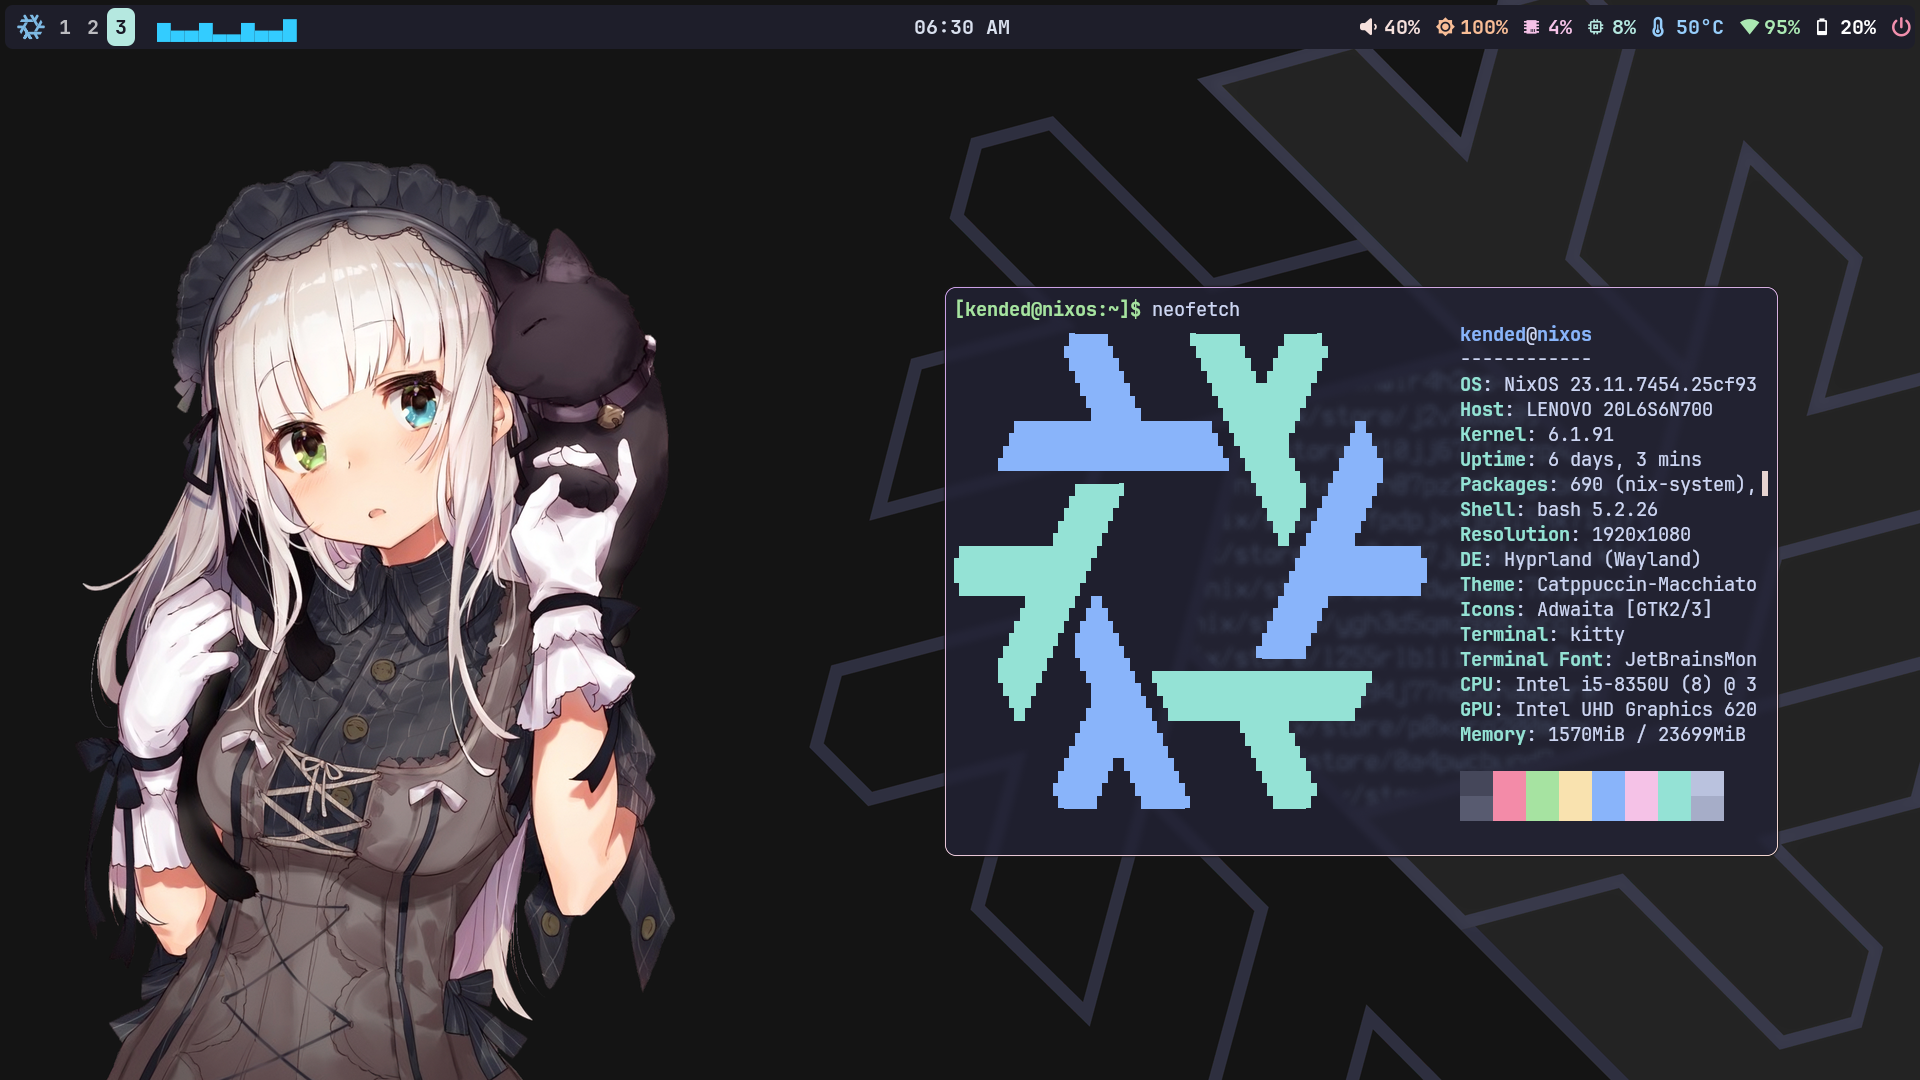 1 2 3 06:30 AM 40% 100% 4% 8% 50°C 95% 20%
[kended@nixos:~]$ neofetch
kended@nixos
------------
OS: NixOS 23.11.7454.25cf93
Host: LENOVO 20L6S6N700
Kernel: 6.1.91
Uptime: 6 days, 3 mins
Packages: 690 (nix-system),
Shell: bash 5.2.26
Resolution: 1920x1080
DE: Hyprland (Wayland)
Theme: Catppuccin-Macchiato
Icons: Adwaita [GTK2/3]
Terminal: kitty
Terminal Font: JetBrainsMon
CPU: Intel i5-8350U (8) @ 3
GPU: Intel UHD Graphics 620
Memory: 1570MiB / 23699MiB